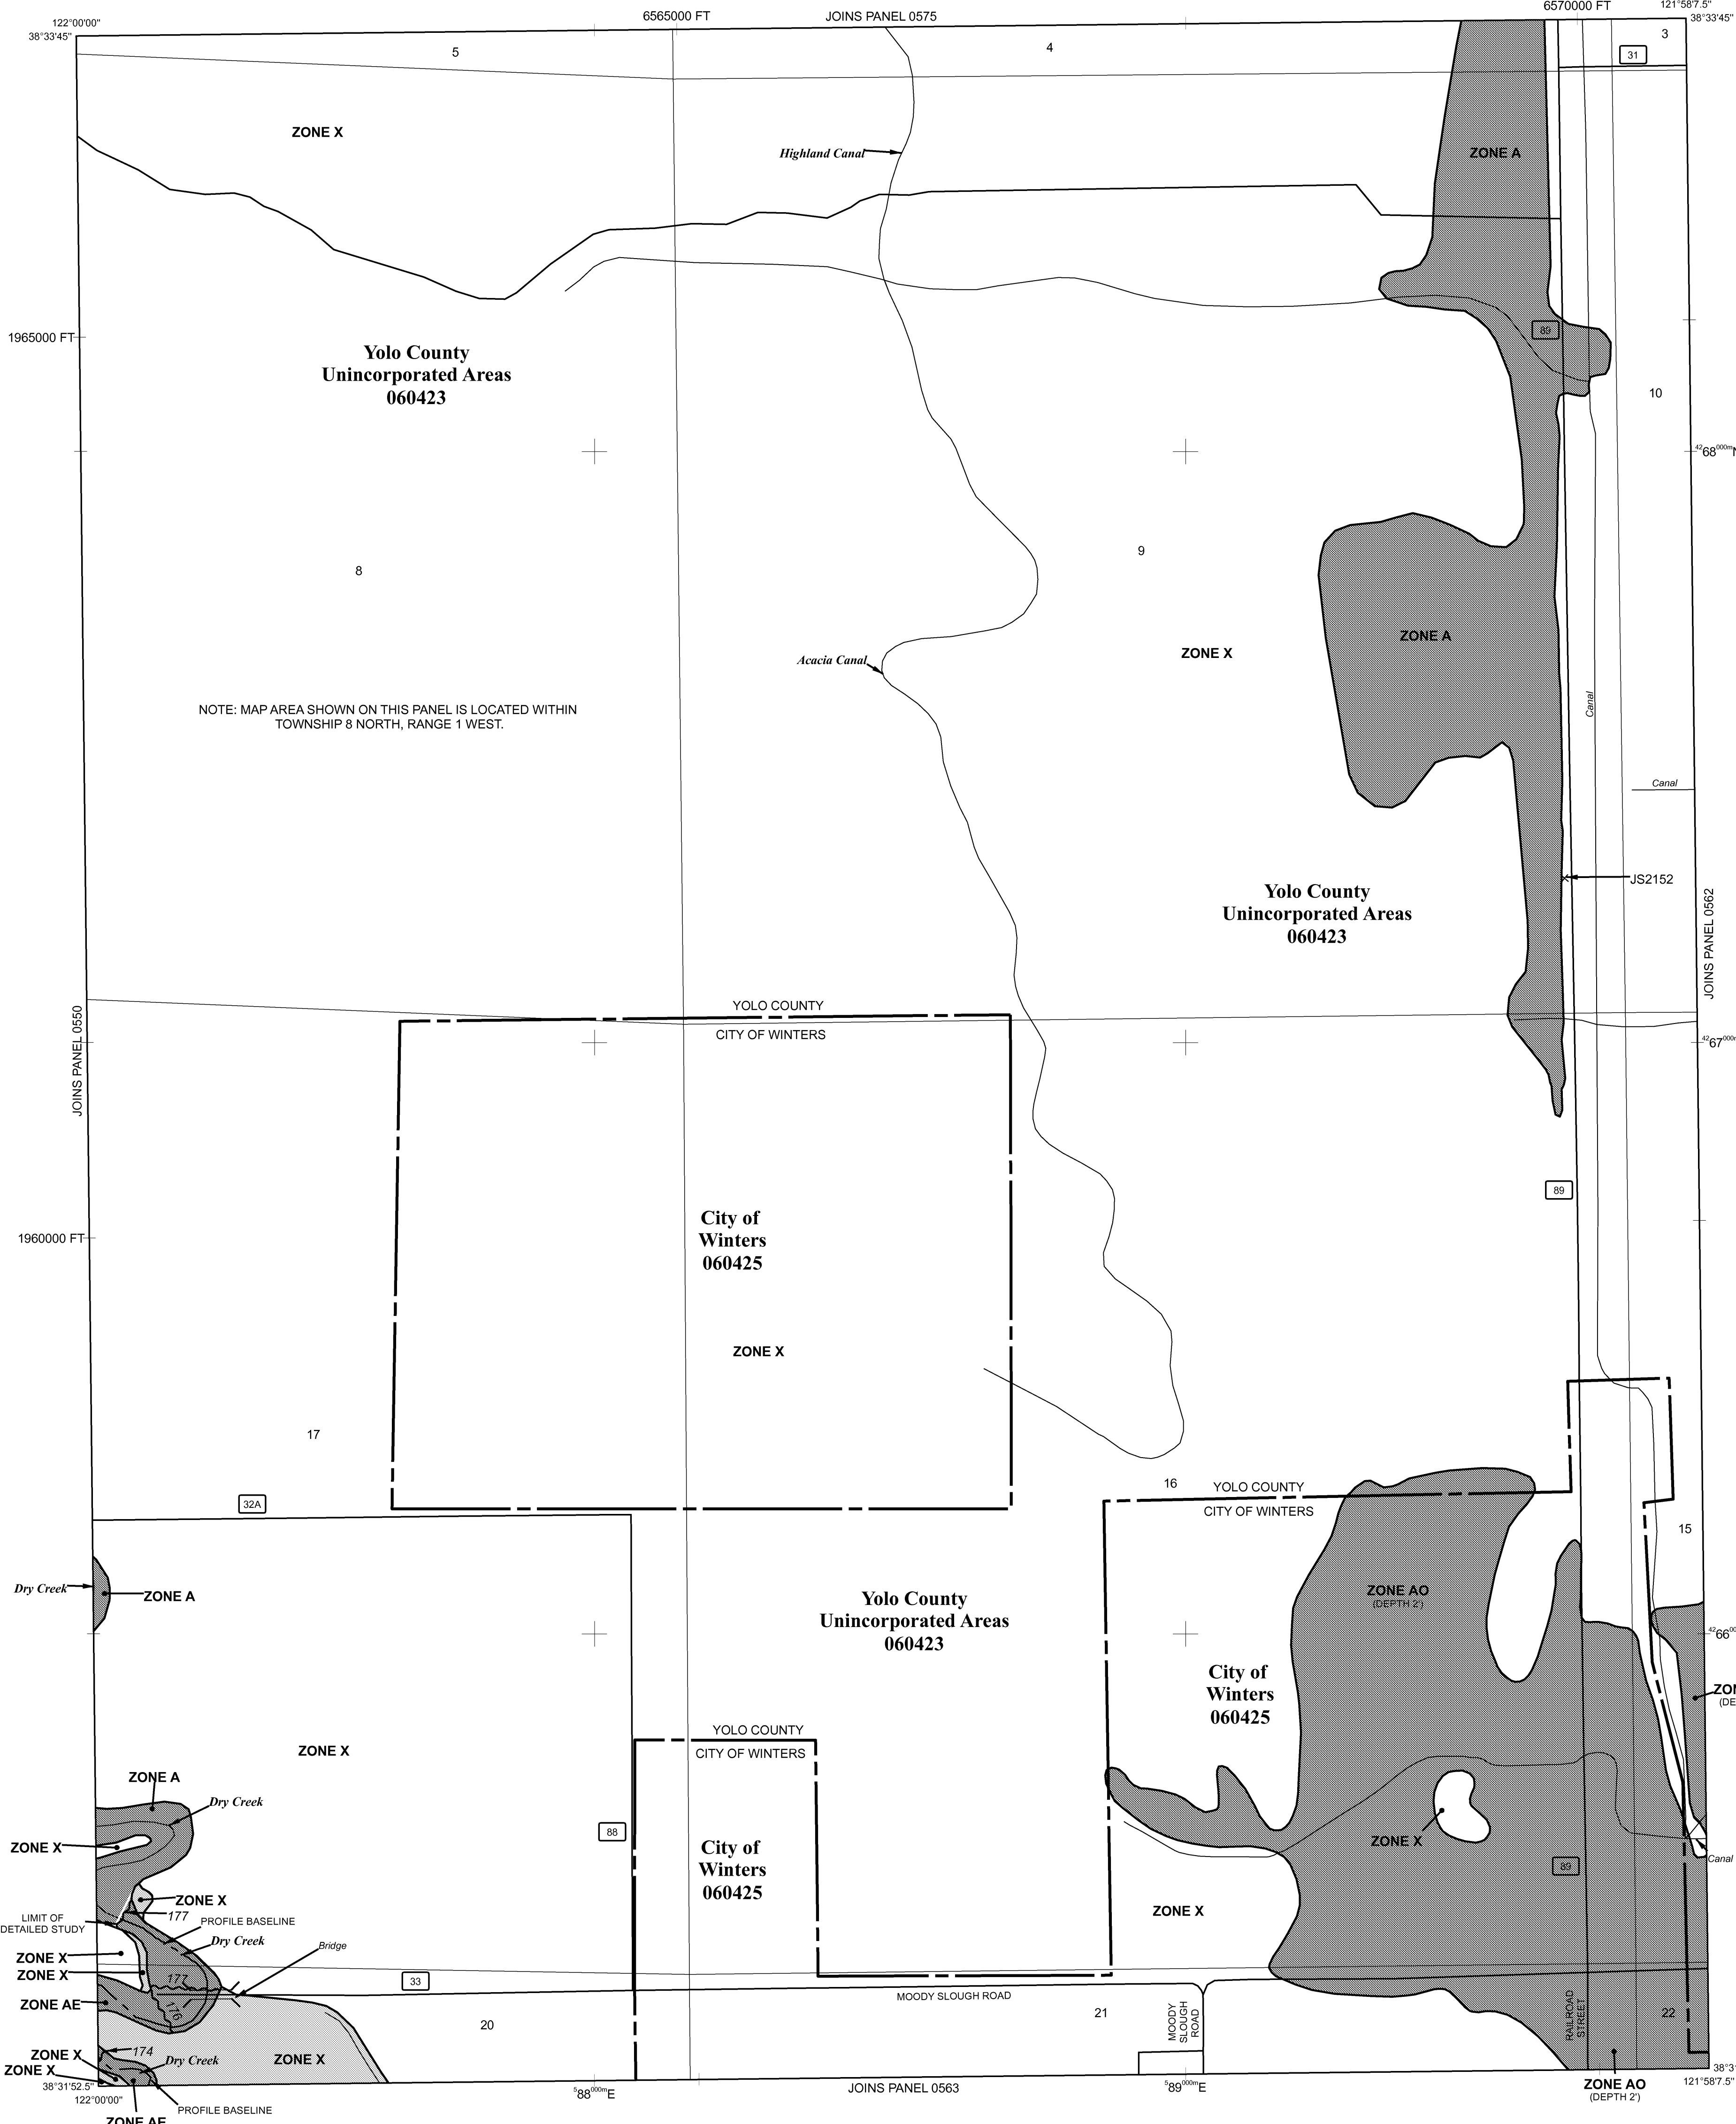 122°00'00"
6565000 FT
JOINS PANEL 0575
6570000 FT
121°58'7.5"
38°33'45"
38°33'45"
5
4
3
31
ZONE X
Highland Canal
ZONE A
1965000 FT
89
Yolo County
Unincorporated Areas
060423
10
4268000m N
8
9
ZONE A
ZONE X
Acacia Canal
Canal
NOTE: MAP AREA SHOWN ON THIS PANEL IS LOCATED WITHIN
TOWNSHIP 8 NORTH, RANGE 1 WEST.
Canal
JS2152
Yolo County
Unincorporated Areas
060423
JOINS PANEL 0562
JOINS PANEL 0550
YOLO COUNTY
CITY OF WINTERS
4267000m
89
City of
Winters
060425
1960000 FT
ZONE X
17
16
YOLO COUNTY
CITY OF WINTERS
32A
15
Dry Creek
ZONE A
ZONE AO
(DEPTH 2')
Yolo County
Unincorporated Areas
060423
City of
Winters
060425
YOLO COUNTY
CITY OF WINTERS
ZONE X
ZONE A
Dry Creek
88
ZONE X
ZONE X
City of
Winters
060425
89
Canal
ZONE X
177
LIMIT OF
DETAILED STUDY
PROFILE BASELINE
Dry Creek
Bridge
ZONE X
ZONE X
ZONE X
177
33
ZONE AE
176
MOODY SLOUGH ROAD
20
21
MOODY
SLOUGH
ROAD
RAILROAD
STREET
22
174
ZONE X
Dry Creek
ZONE X
ZONE X
38°31'52.5"
122°00'00"
PROFILE BASELINE
ZONE AE
588000m E
JOINS PANEL 0563
589000m E
ZONE AO
(DEPTH 2')
121°58'7.5"